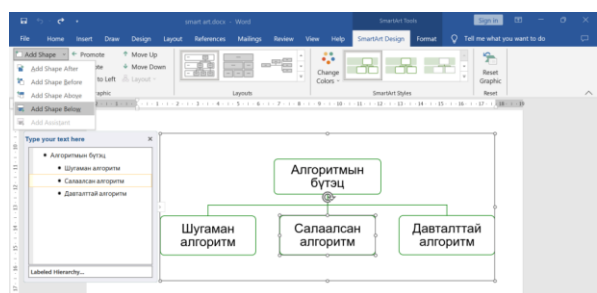 smart art.docx - Word
SmartArt Tools
Sign in
File Home Insert Draw Design Layout References Mailings Review View Help SmartArt Design Format Tell me what you want to do
Add Shape
Promote
Move Up
Move Down
to Left
Layout
Add Shape After
Add Shape Before
Add Shape Above
Add Shape Below
Add Assistant
Layouts
Change
Colors
SmartArt Styles
Reset
Graphic
Reset
Type your text here
Алгоритмын бүтэц
Шугаман алгоритм
Салаалсан алгоритм
Давталттай алгоритм
Labeled Hierarchy...
Алгоритмын
бүтэц
Шугаман
алгоритм
Салаалсан
алгоритм
Давталттай
алгоритм